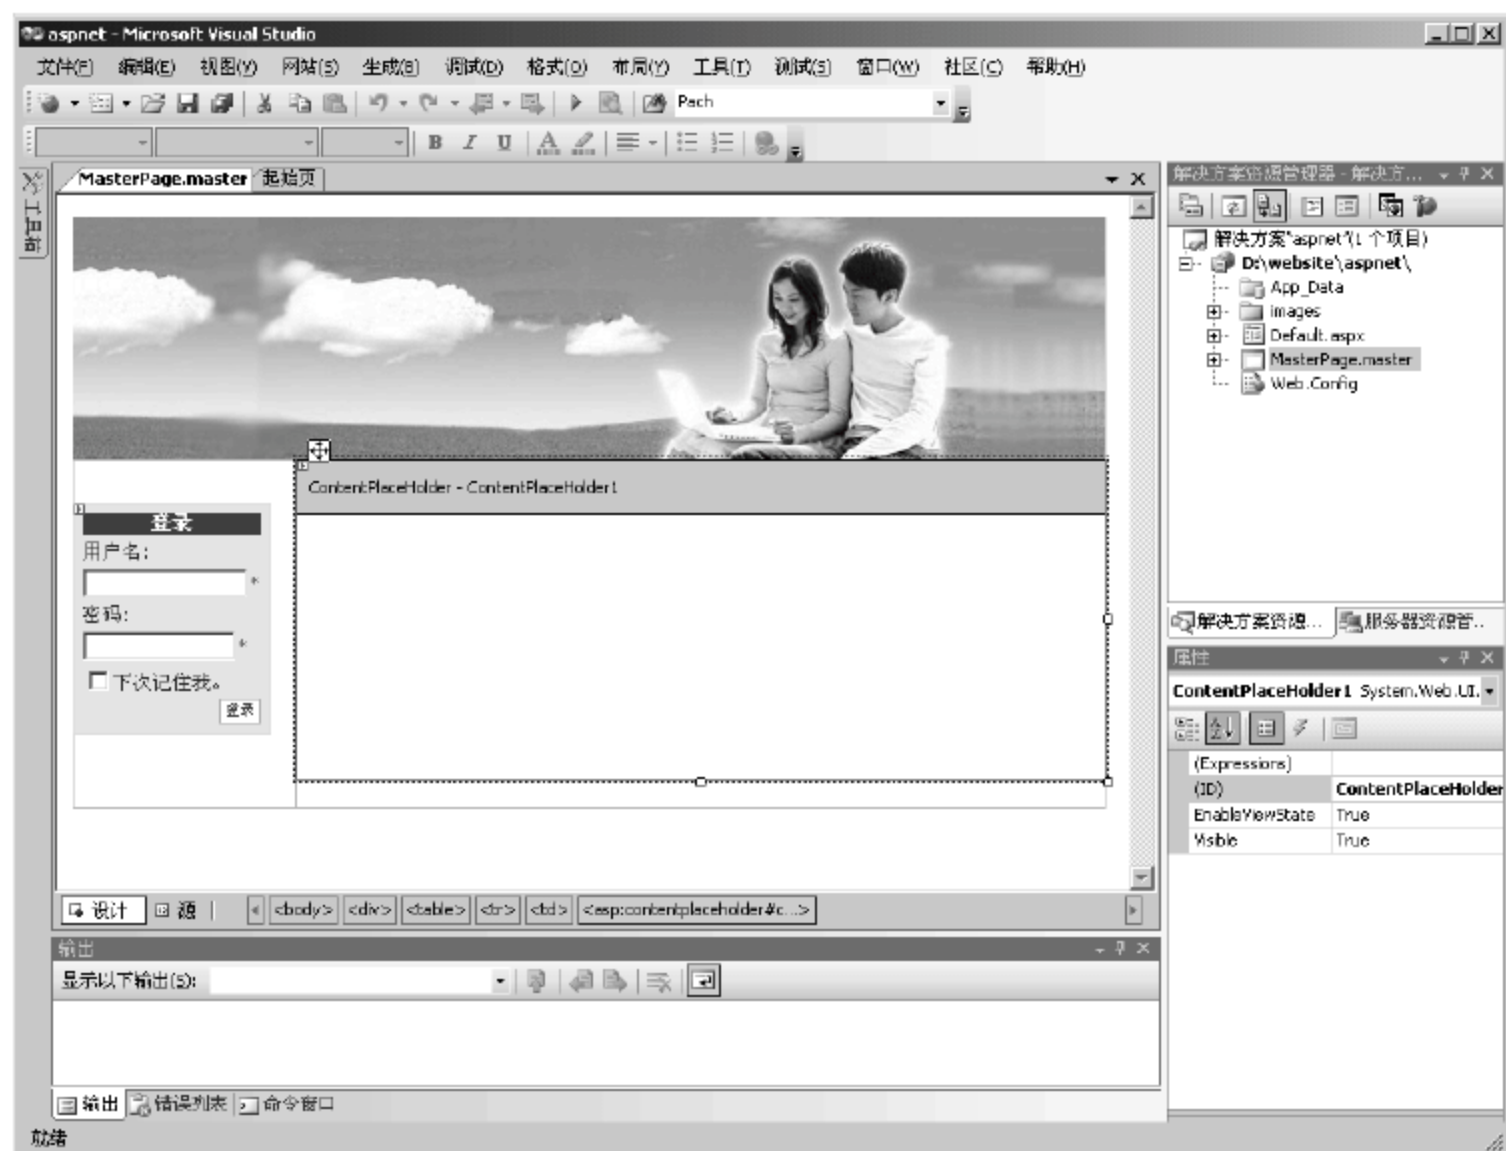 aspnet - Microsoft Visual Studio
文件(F) 编辑(E) 视图(V) 网站(S) 生成(B) 调试(D) 格式(O) 布局(Y) 工具(T) 测试(S) 窗口(W) 社区(C) 帮助(H)
Pach
B I U A
工具箱
MasterPage.master 起始页
ContentPlaceHolder - ContentPlaceHolder1
登录
用户名:
*
密码:
*
下次记住我。
登录
设计 源 <body> <div> <table> <tr> <td> <asp:contentplaceholder#c...>
输出
显示以下输出(S):
输出 错误列表 命令窗口
就绪
解决方案资源管理器 - 解决方...
解决方案"aspnet"(1 个项目)
D:\website\aspnet\
App_Data
images
Default.aspx
MasterPage.master
Web.Config
解决方案资源... 服务器资源管...
属性
ContentPlaceHolder1 System.Web.UI.
(Expressions)
(ID) ContentPlaceHolder
EnableViewState True
Visible True